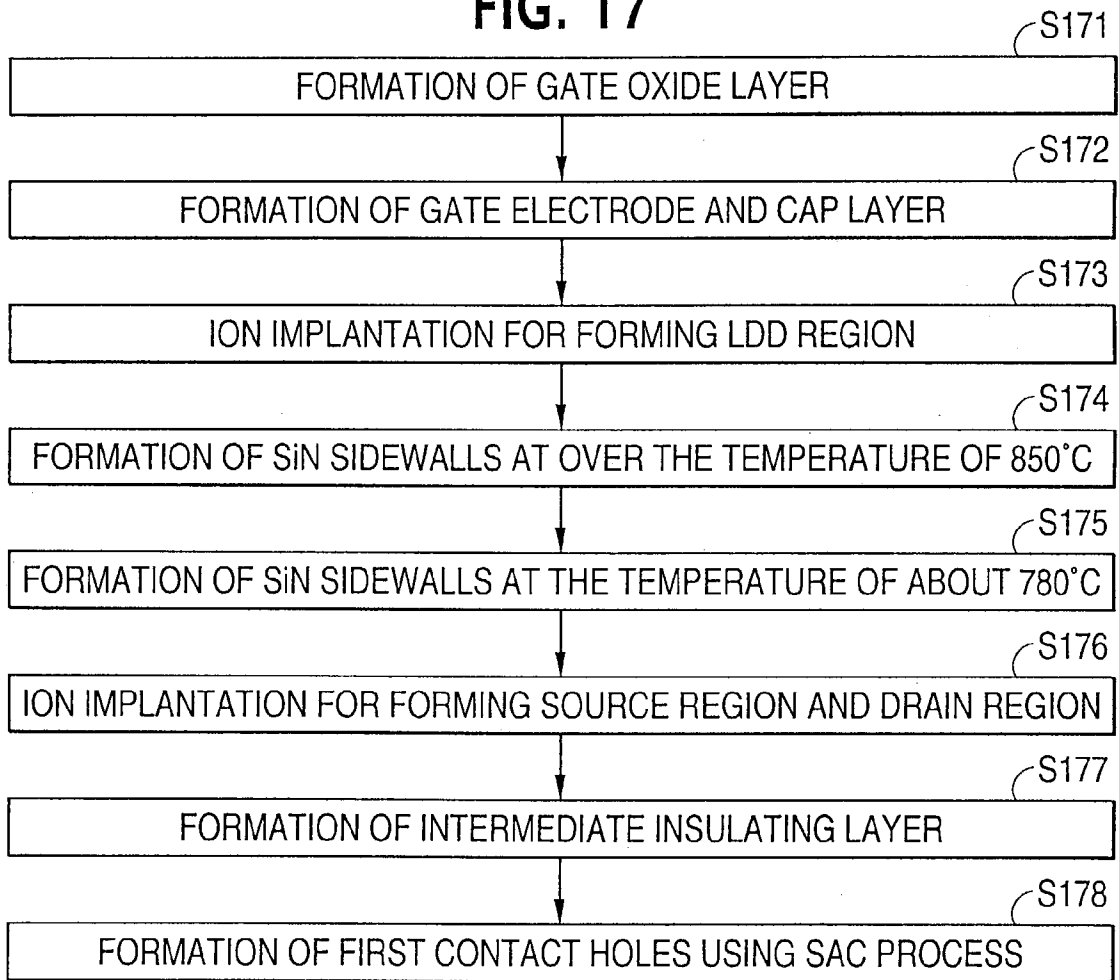 FIG. 17
S171
FORMATION OF GATE OXIDE LAYER
S172
FORMATION OF GATE ELECTRODE AND CAP LAYER
S173
ION IMPLANTATION FOR FORMING LDD REGION
S174
FORMATION OF SiN SIDEWALLS AT OVER THE TEMPERATURE OF 850°C
S175
FORMATION OF SiN SIDEWALLS AT THE TEMPERATURE OF ABOUT 780°C
S176
ION IMPLANTATION FOR FORMING SOURCE REGION AND DRAIN REGION
S177
FORMATION OF INTERMEDIATE INSULATING LAYER
S178
FORMATION OF FIRST CONTACT HOLES USING SAC PROCESS